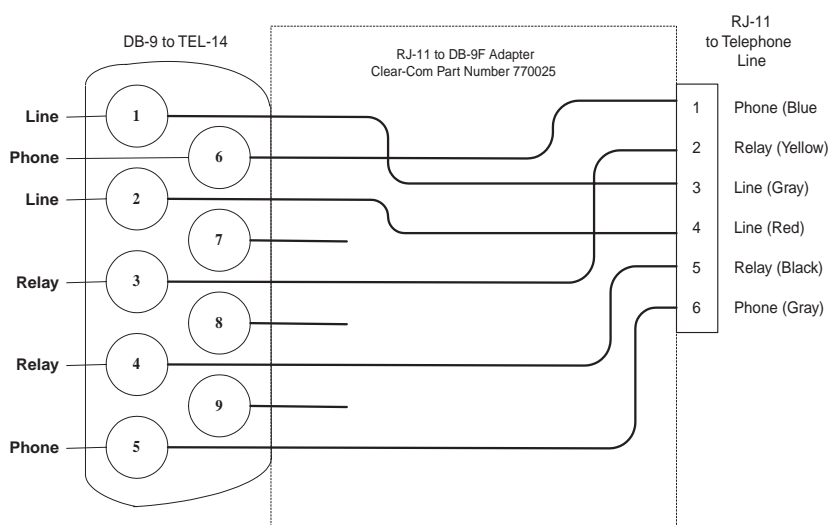 DB-9 to TEL-14
RJ-11 to DB-9F Adapter
Clear-Com Part Number 770025
RJ-11
to Telephone
Line
Line
Phone
Line
Relay
Relay
Phone
1
6
2
7
3
8
4
9
5
1 Phone (Blue
2 Relay (Yellow)
3 Line (Gray)
4 Line (Red)
5 Relay (Black)
6 Phone (Gray)